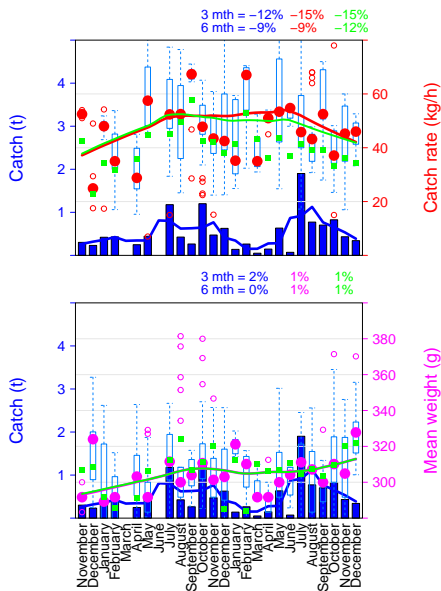 3 mth = −12% −15% −15%
6 mth = −9% −9% −12%
5
4
3
2
1
Catch (t)
60
40
20
Catch rate (kg/h)
3 mth = 2% 1% 1%
6 mth = 0% 1% 1%
4
3
2
1
Catch (t)
380
360
340
320
300
Mean weight (g)
November
December
January
February
March
April
May
June
July
August
September
October
November
December
January
February
March
April
May
June
July
August
September
October
November
December